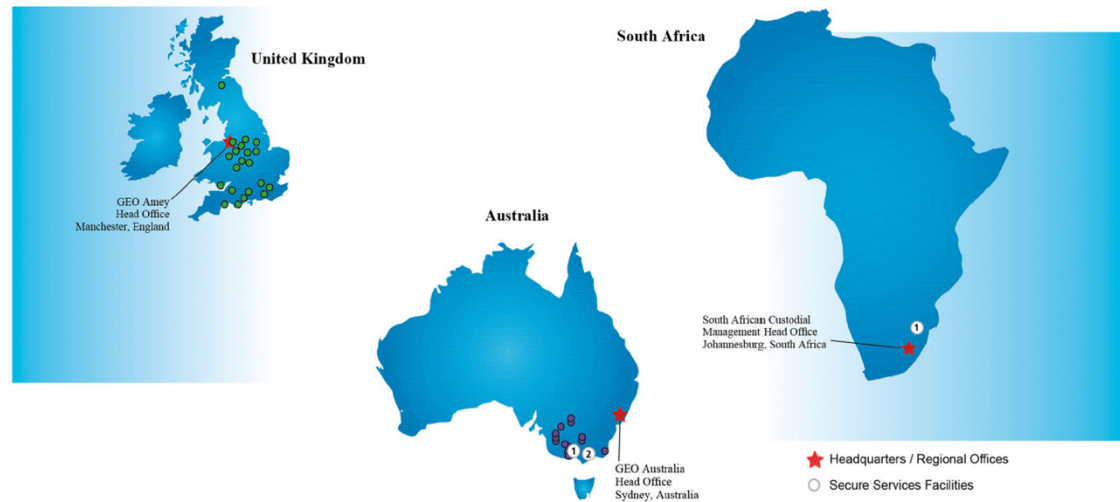 United Kingdom
GEO Amey
Head Office
Manchester, England
Australia
1
2
GEO Australia
Head Office
Sydney, Australia
South Africa
1
South African Custodial
Management Head Office
Johannesburg, South Africa
Headquarters / Regional Offices
Secure Services Facilities